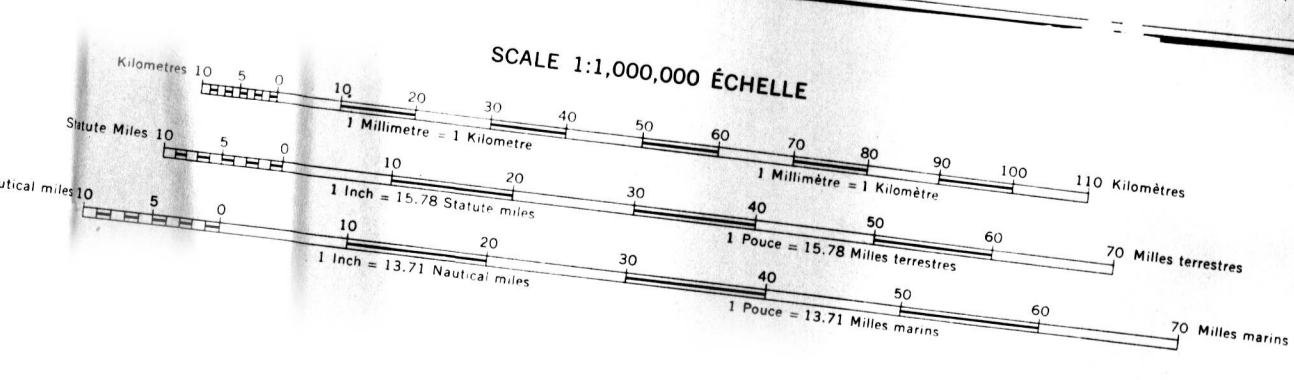 SCALE 1:1,000,000 ÉCHELLE
Kilometres 10 5 0 10 20 30 40 50 60 70 80 90 100 110 Kilomètres
1 Millimetre = 1 Kilometre 1 Millimètre = 1 Kilomètre
Statute Miles 10 5 0 10 20 30 40 50 60 70 Milles terrestres
1 Inch = 15.78 Statute miles 1 Pouce = 15.78 Milles terrestres
utical miles 10 5 0 10 20 30 40 50 60 70 Milles marins
1 Inch = 13.71 Nautical miles 1 Pouce = 13.71 Milles marins